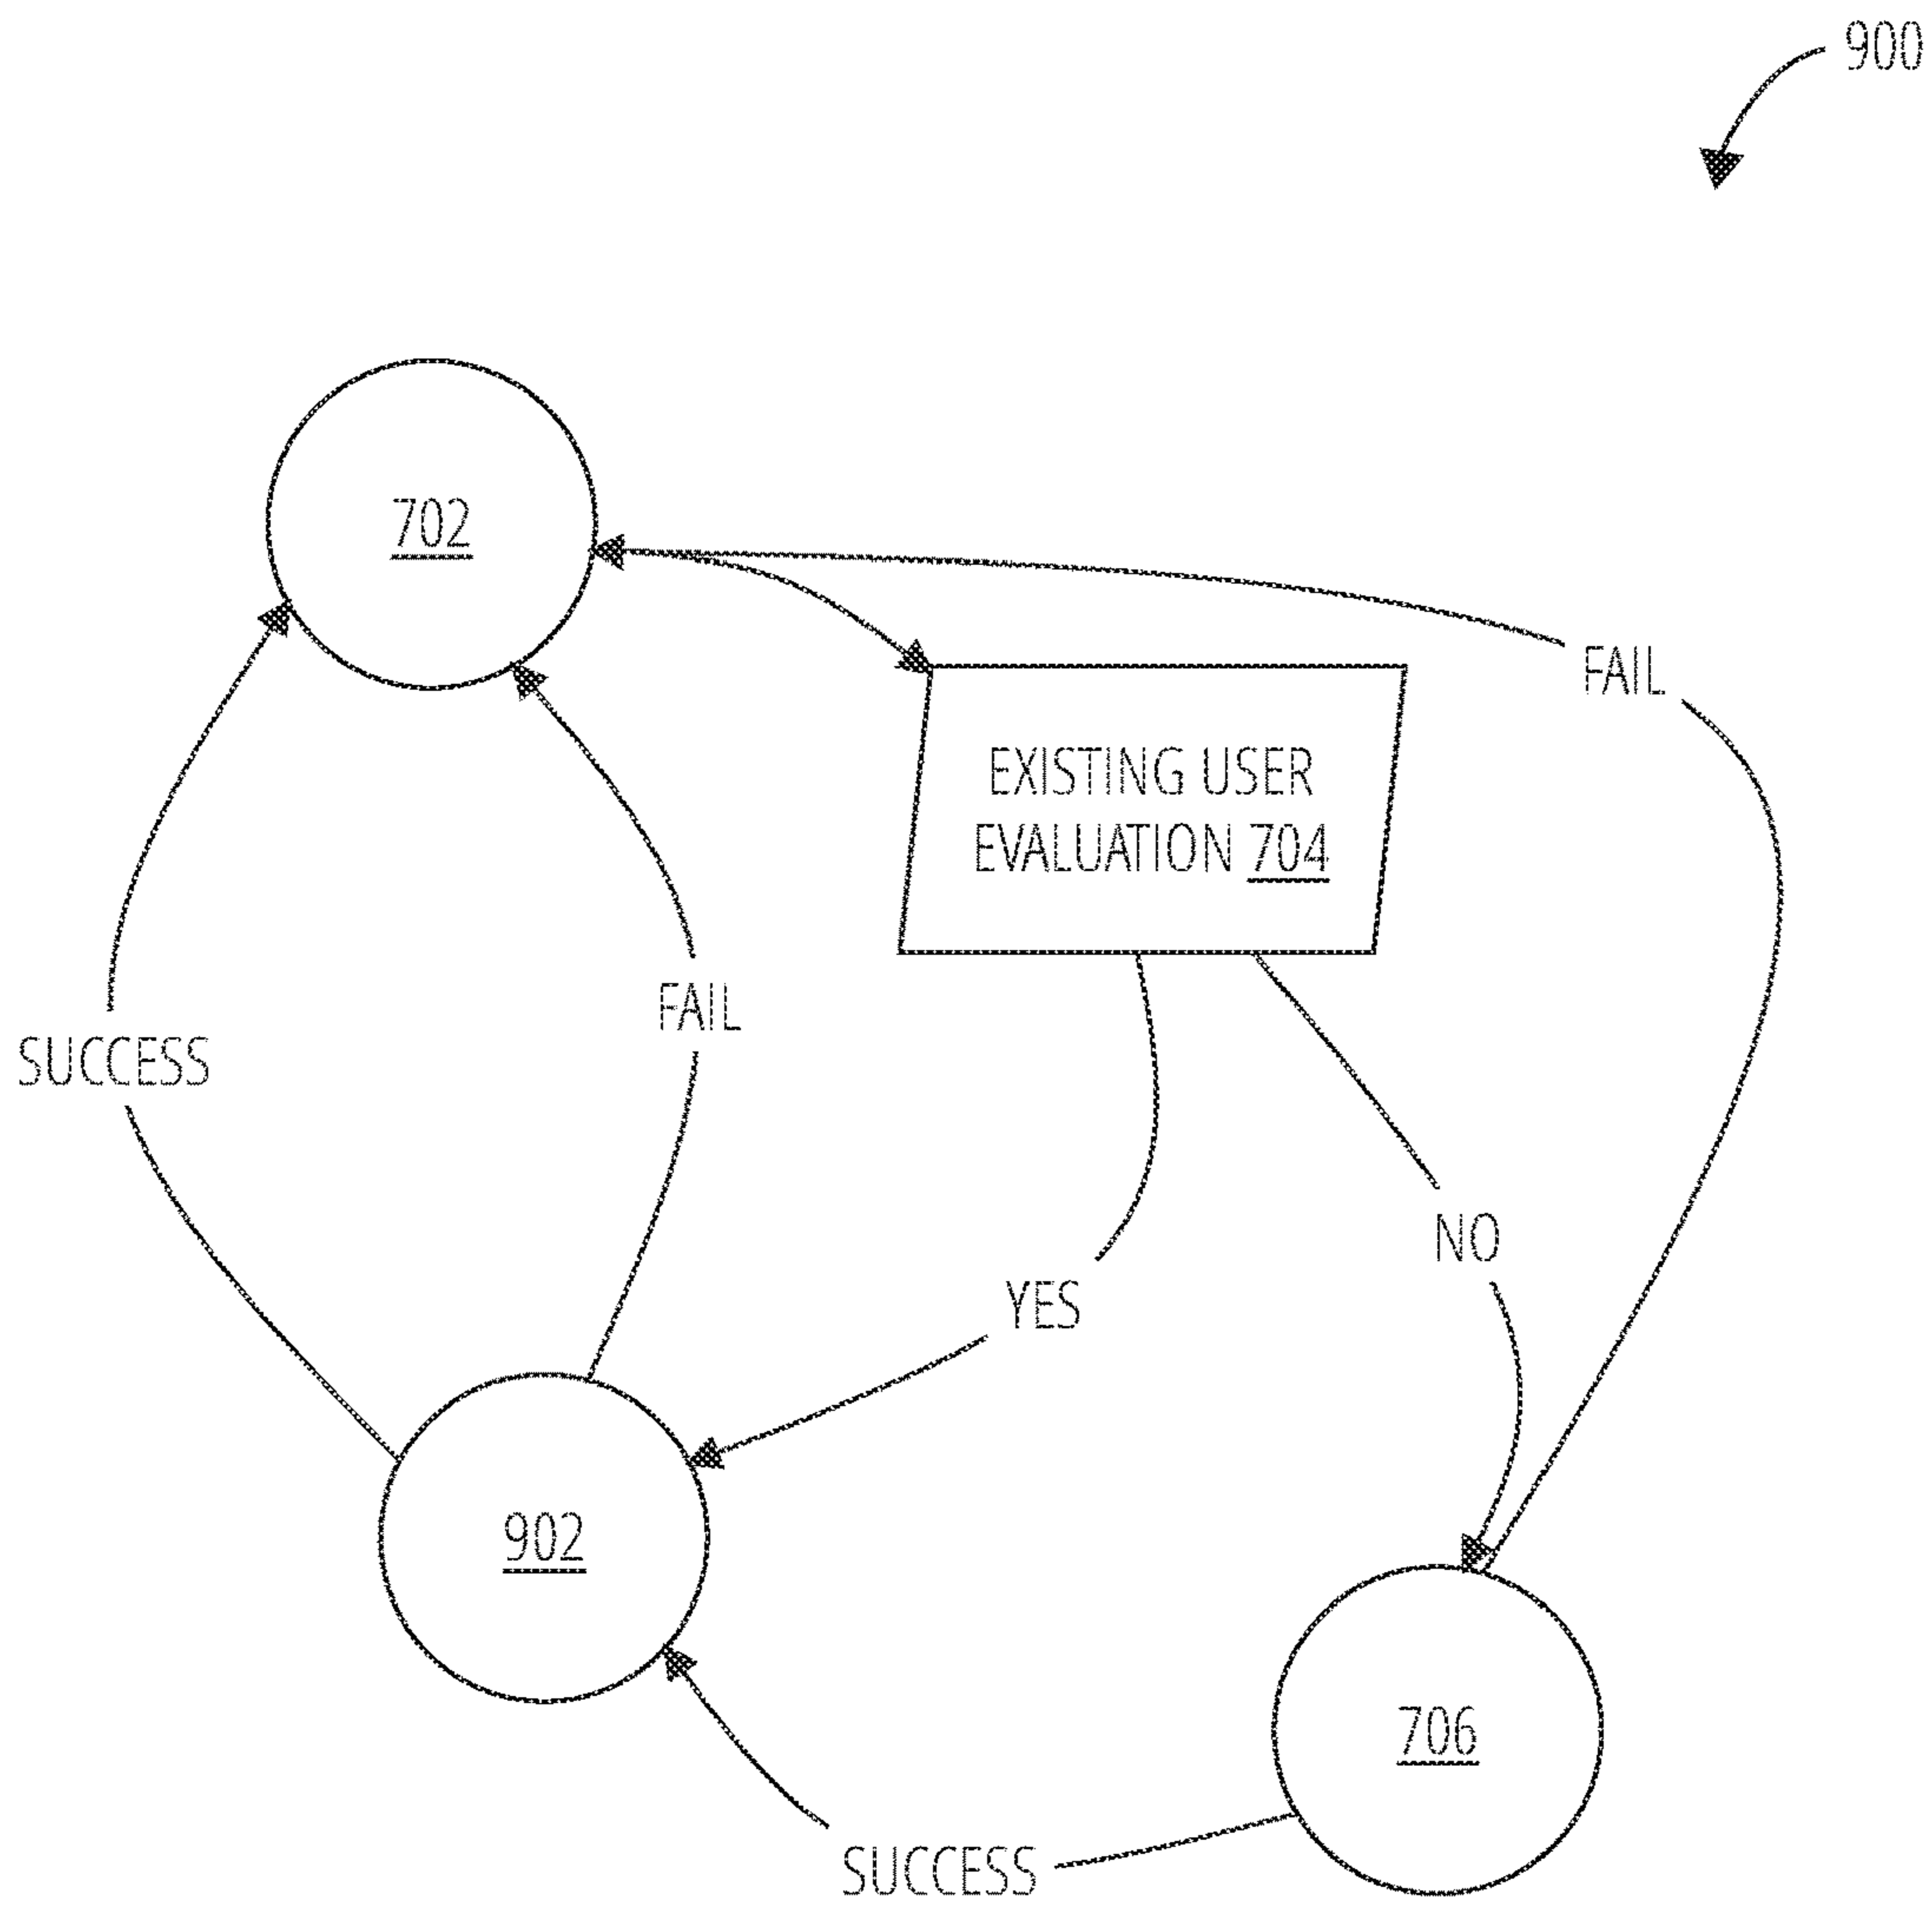 900
702
FAIL
EXISTING USER
EVALUATION 704
FAIL
SUCCESS
NO
YES
902
706
SUCCESS